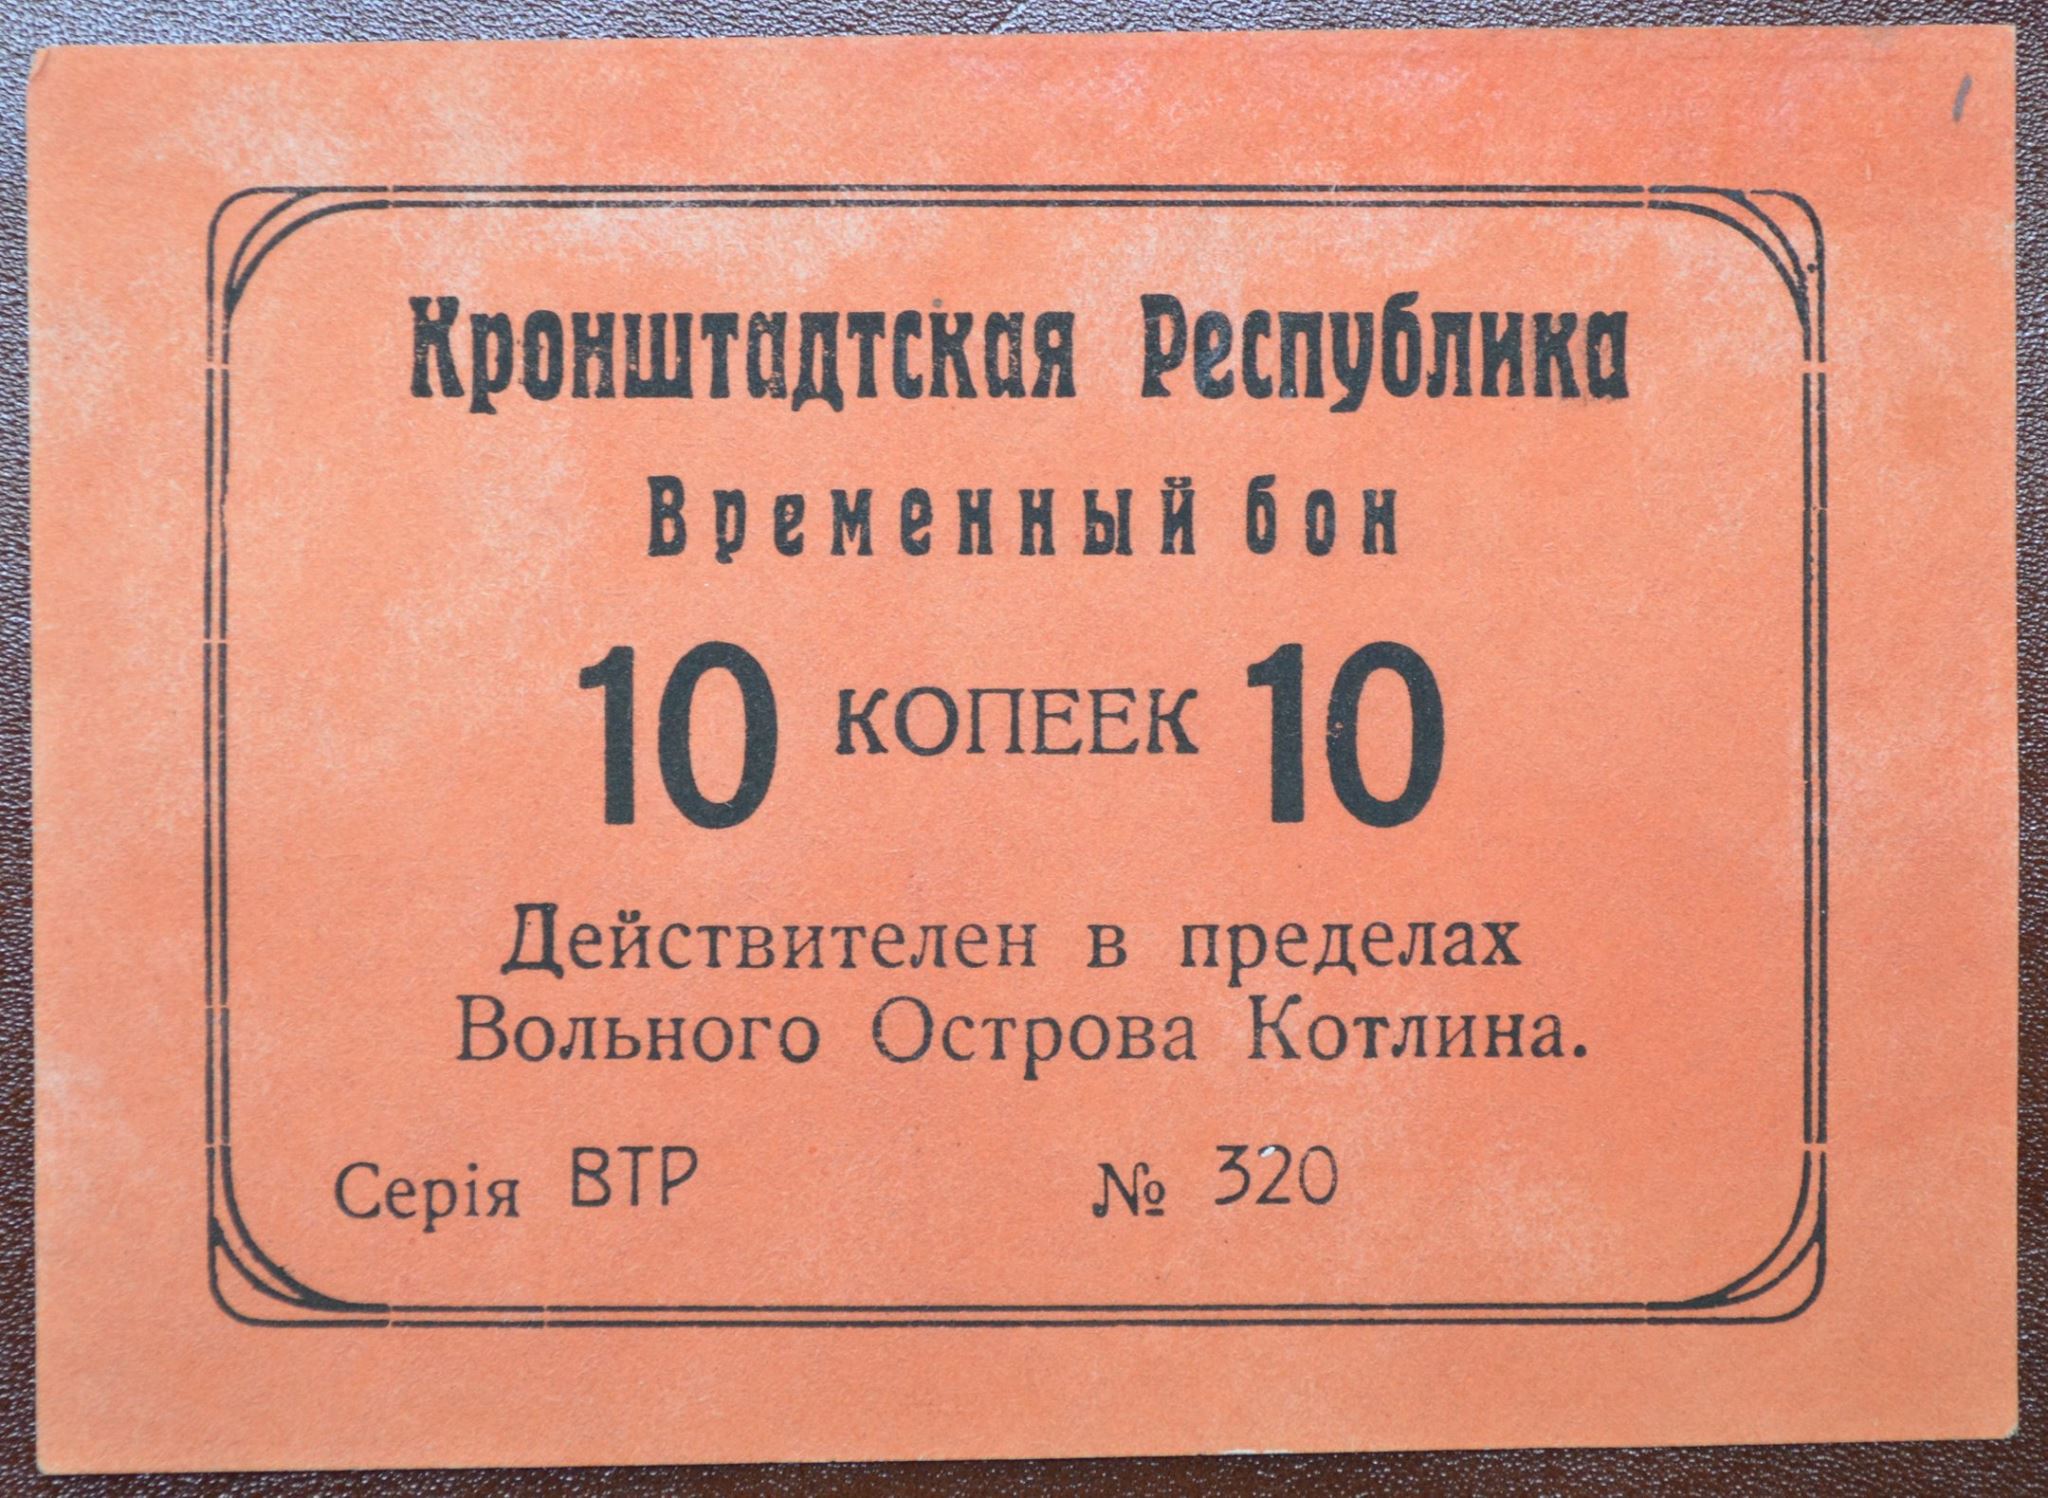 Кронштадтская Республика
Временный бон
10 КОПЕЕК 10
Действителен в пределах
Вольного Острова Котлина.
Серія ВТР № 320